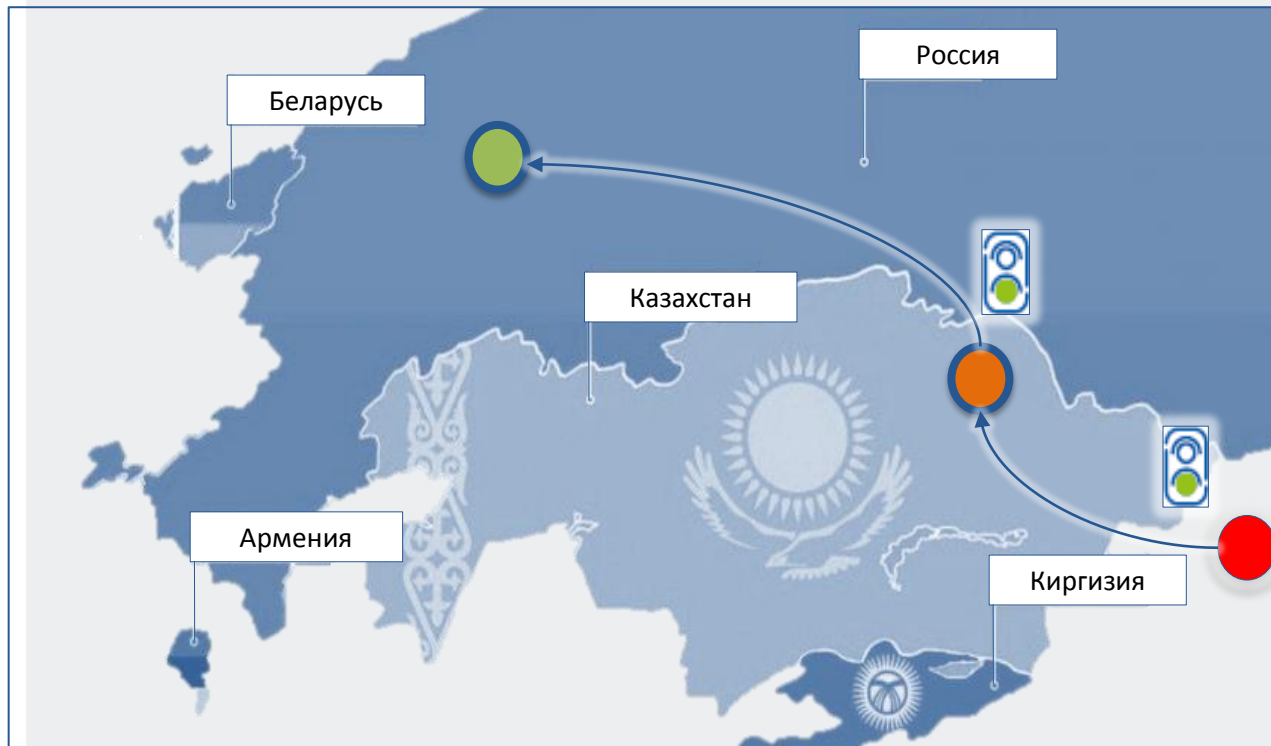 Россия
Беларусь
Казахстан
Армения
Киргизия